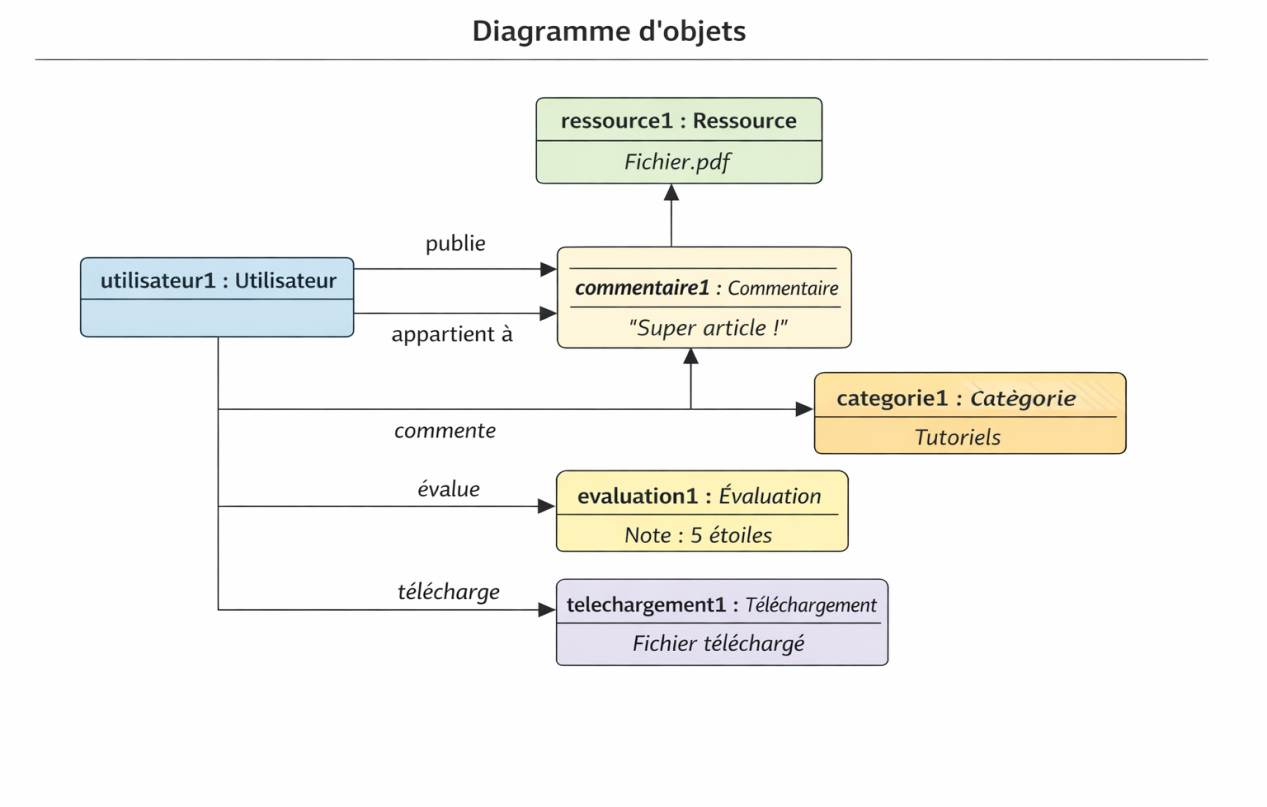 Diagramme d'objets
ressource1 : Ressource
Fichier.pdf
publie
utilisateur1 : Utilisateur
commentaire1 : Commentaire
"Super article !"
appartient à
categorie1 : Catègorie
Tutoriels
commente
évalue
evaluation1 : Évaluation
Note : 5 étoiles
télécharge
telechargement1 : Téléchargement
Fichier téléchargé